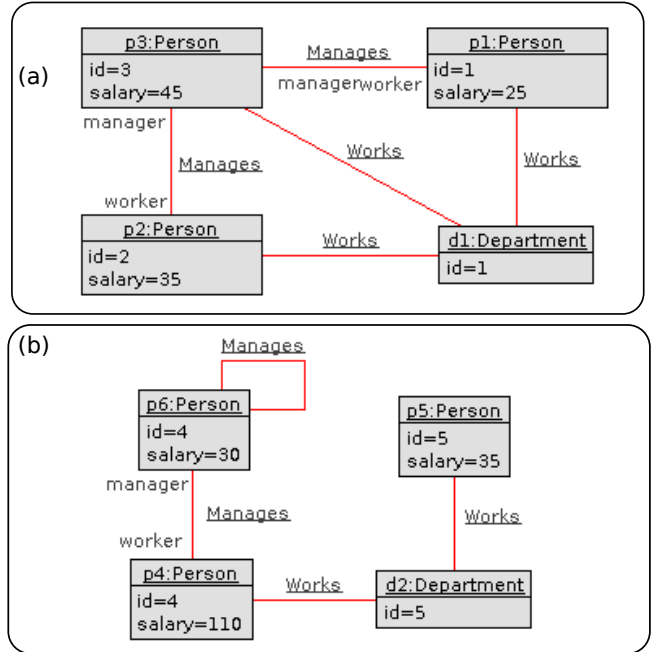 (a)
p3:Person
id=3
salary=45
Manages
manager
worker
p1:Person
id=1
salary=25
manager
Manages
worker
Works
Works
p2:Person
id=2
salary=35
Works
d1:Department
id=1
(b)
Manages
p6:Person
id=4
salary=30
p5:Person
id=5
salary=35
manager
Manages
worker
Works
p4:Person
id=4
salary=110
Works
d2:Department
id=5